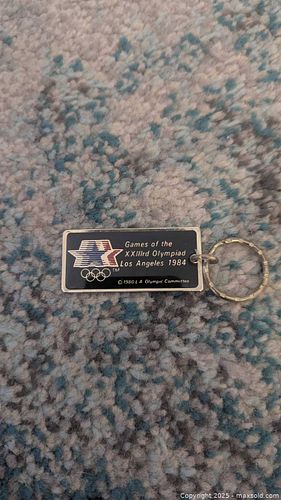 Games of the
XXIIIrd Olympiad
Los Angeles 1984
TM
© 1980 L A Olympic Committee
Copyright 2025 - maxsold.com